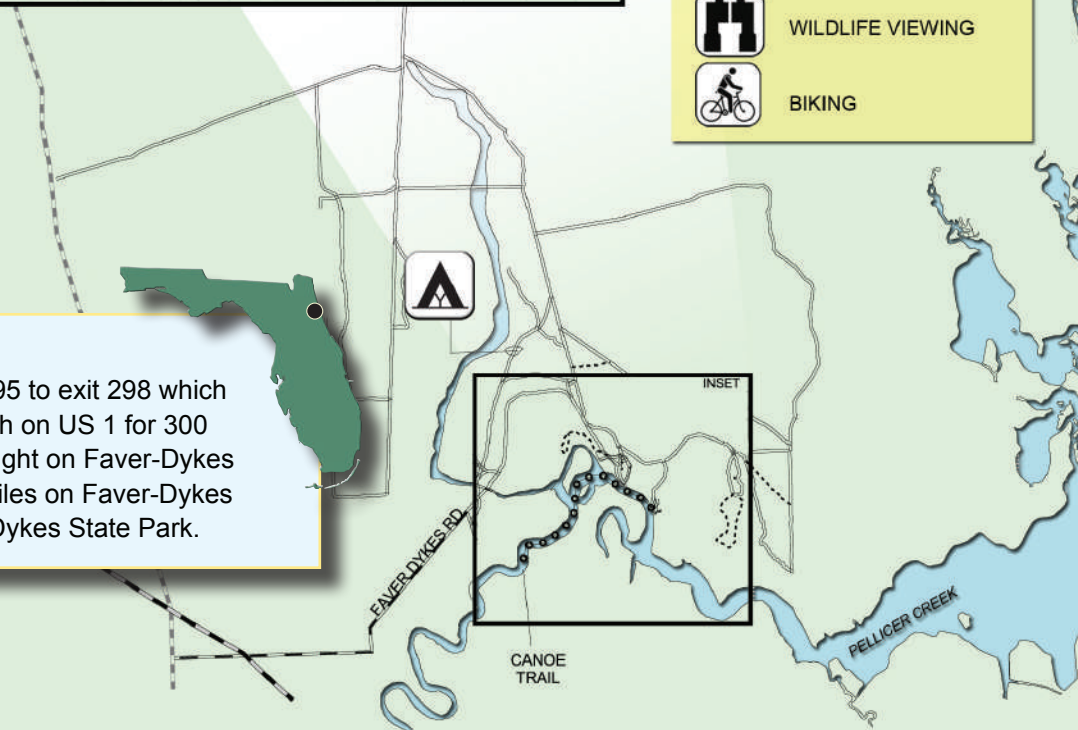 WILDLIFE VIEWING
BIKING
INSET
95 to exit 298 which
h on US 1 for 300
ght on Faver-Dykes
iles on Faver-Dykes
Dykes State Park.
FAVER DYKES RD
CANOE
TRAIL
PELLICER CREEK